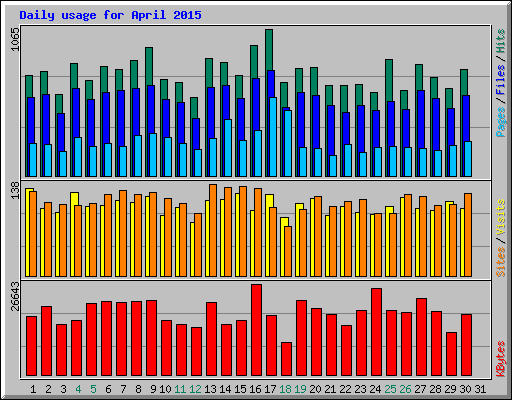 Daily usage for April 2015
1065
Pages / Files / Hits
138
Sites / Visits
26643
KBytes
1 2 3 4 5 6 7 8 9 10 11 12 13 14 15 16 17 18 19 20 21 22 23 24 25 26 27 28 29 30 31